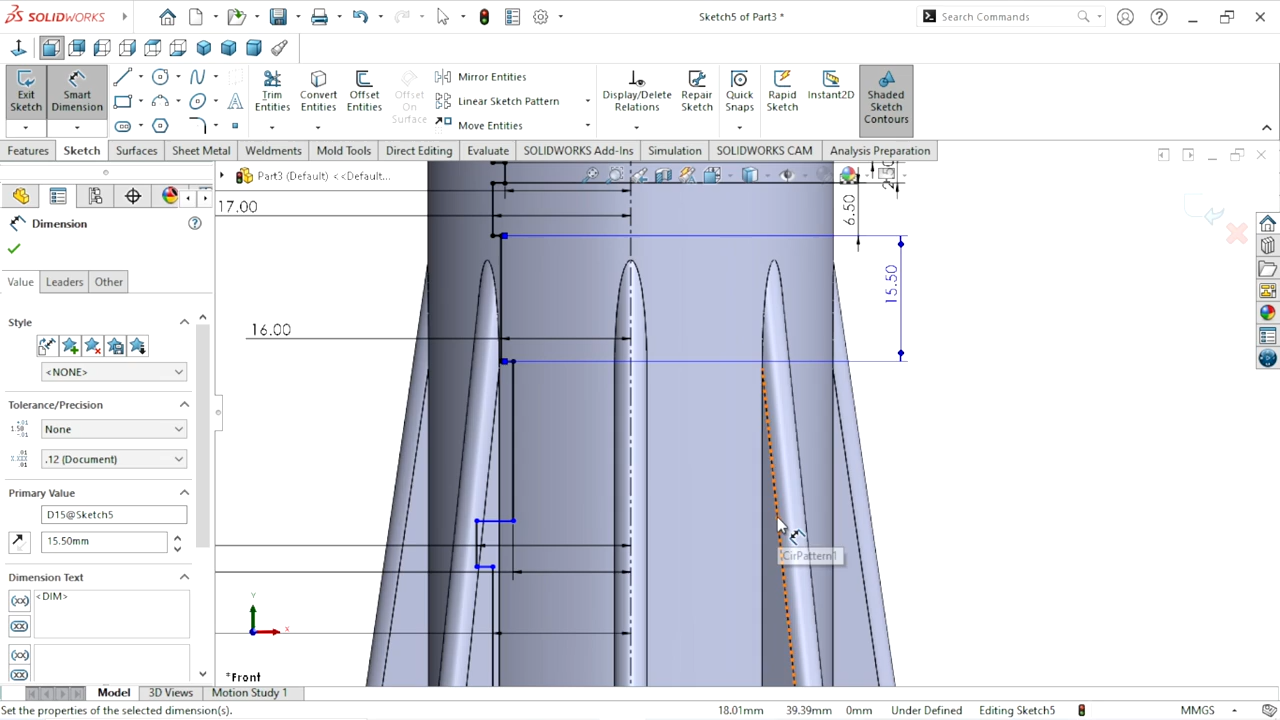 SOLIDWORKS
Sketch5 of Part3 *
Search Commands
Exit Sketch
Smart Dimension
Trim Entities
Convert Entities
Offset Entities
Offset On Surface
Mirror Entities
Linear Sketch Pattern
Move Entities
Display/Delete Relations
Repair Sketch
Quick Snaps
Rapid Sketch
Instant2D
Shaded Sketch Contours
Features
Sketch
Surfaces
Sheet Metal
Weldments
Mold Tools
Direct Editing
Evaluate
SOLIDWORKS Add-Ins
Simulation
SOLIDWORKS CAM
Analysis Preparation
Part3 (Default) <<Default...
Dimension
Value
Leaders
Other
Style
<NONE>
Tolerance/Precision
None
.12 (Document)
Primary Value
D15@Sketch5
15.50mm
Dimension Text
<DIM>
17.00
16.00
6.50
15.50
CirPattern1
Y
X
*Front
Model
3D Views
Motion Study 1
Set the properties of the selected dimension(s).
18.01mm
39.39mm
0mm
Under Defined
Editing Sketch5
MMGS